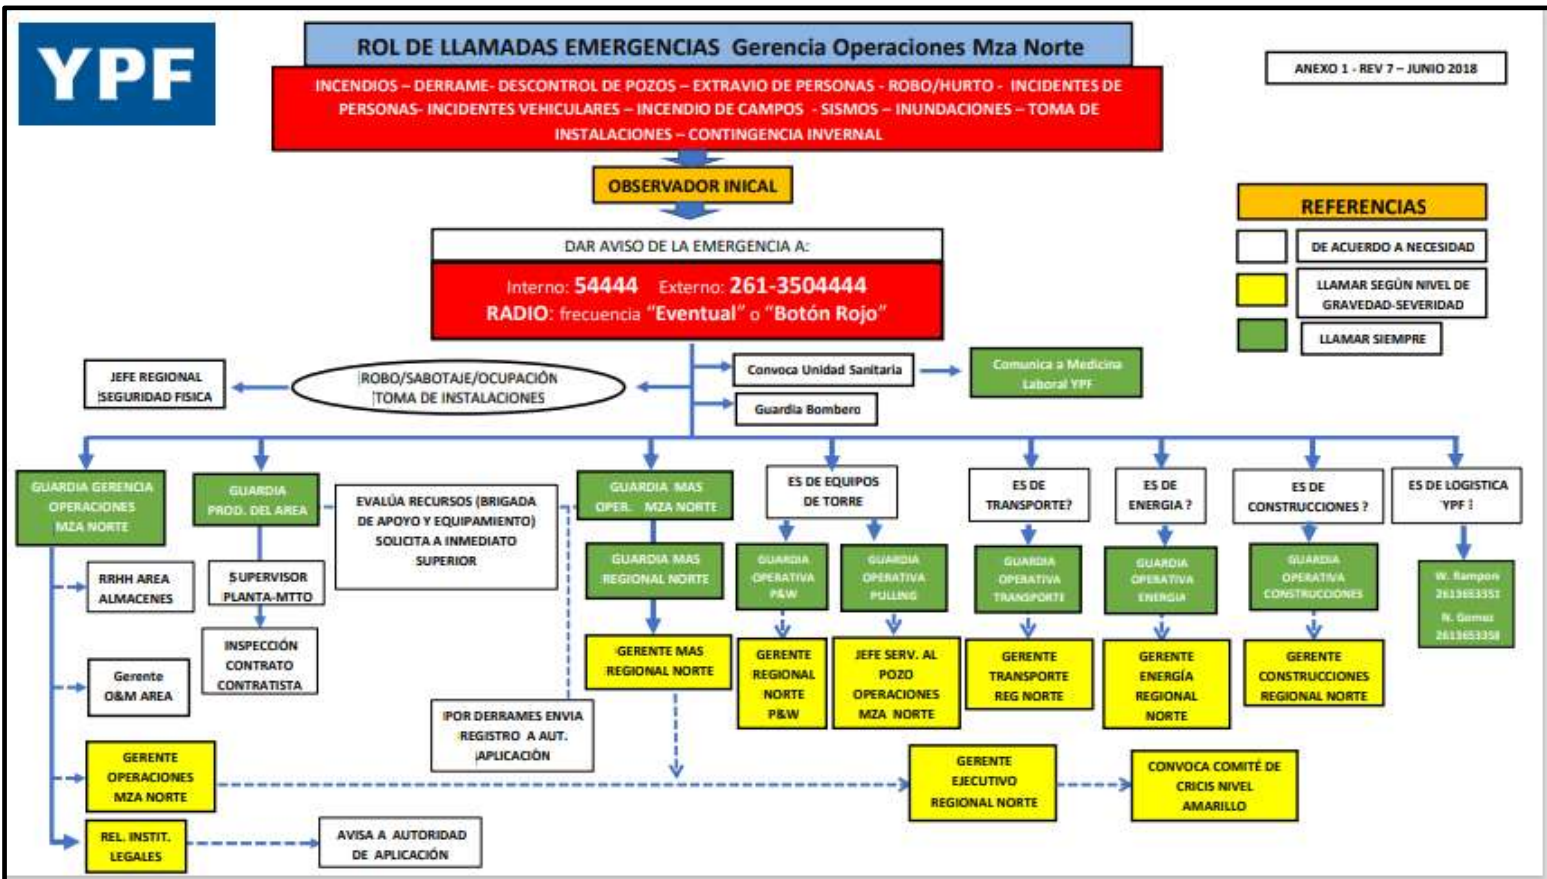 YPF
ROL DE LLAMADAS EMERGENCIAS Gerencia Operaciones Mza Norte
ANEXO 1 - REV 7 – JUNIO 2018
INCENDIOS – DERRAME- DESCONTROL DE POZOS – EXTRAVIO DE PERSONAS - ROBO/HURTO - INCIDENTES DE
PERSONAS- INCIDENTES VEHICULARES – INCENDIO DE CAMPOS - SISMOS – INUNDACIONES – TOMA DE
INSTALACIONES – CONTINGENCIA INVERNAL
OBSERVADOR INICAL
REFERENCIAS
DE ACUERDO A NECESIDAD
LLAMAR SEGÚN NIVEL DE
GRAVEDAD-SEVERIDAD
LLAMAR SIEMPRE
DAR AVISO DE LA EMERGENCIA A:
Interno: 54444 Externo: 261-3504444
RADIO: frecuencia "Eventual" o "Botón Rojo"
JEFE REGIONAL
SEGURIDAD FISICA
ROBO/SABOTAJE/OCUPACIÓN
TOMA DE INSTALACIONES
Convoca Unidad Sanitaria
Comunica a Medicina
Laboral YPF
Guardia Bombero
GUARDIA GERENCIA
OPERACIONES
MZA NORTE
GUARDIA
PROD. DEL AREA
EVALÚA RECURSOS (BRIGADA
DE APOYO Y EQUIPAMIENTO)
SOLICITA A INMEDIATO
SUPERIOR
GUARDIA MAS
OPER. MZA NORTE
ES DE EQUIPOS
DE TORRE
ES DE
TRANSPORTE?
ES DE
ENERGIA ?
ES DE
CONSTRUCCIONES ?
ES DE LOGISTICA
YPF
RRHH AREA
ALMACENES
SUPERVISOR
PLANTA-MTTO
GUARDIA MAS
REGIONAL NORTE
GUARDIA
OPERATIVA
P&W
GUARDIA
OPERATIVA
PULLING
GUARDIA
OPERATIVA
TRANSPORTE
GUARDIA
OPERATIVA
ENERGIA
GUARDIA
OPERATIVA
CONSTRUCCIONES
W. Rampon
2613653351
N. Gomez
2613653358
Gerente
O&M AREA
INSPECCIÓN
CONTRATO
CONTRATISTA
GERENTE MAS
REGIONAL NORTE
GERENTE
REGIONAL
NORTE
P&W
JEFE SERV. AL
POZO
OPERACIONES
MZA NORTE
GERENTE
TRANSPORTE
REG NORTE
GERENTE
ENERGÍA
REGIONAL
NORTE
GERENTE
CONSTRUCCIONES
REGIONAL NORTE
POR DERRAMES ENVIA
REGISTRO A AUT.
APLICACIÓN
GERENTE
OPERACIONES
MZA NORTE
GERENTE
EJECUTIVO
REGIONAL NORTE
CONVOCA COMITÉ DE
CRICIS NIVEL
AMARILLO
REL. INSTIT.
LEGALES
AVISA A AUTORIDAD
DE APLICACIÓN